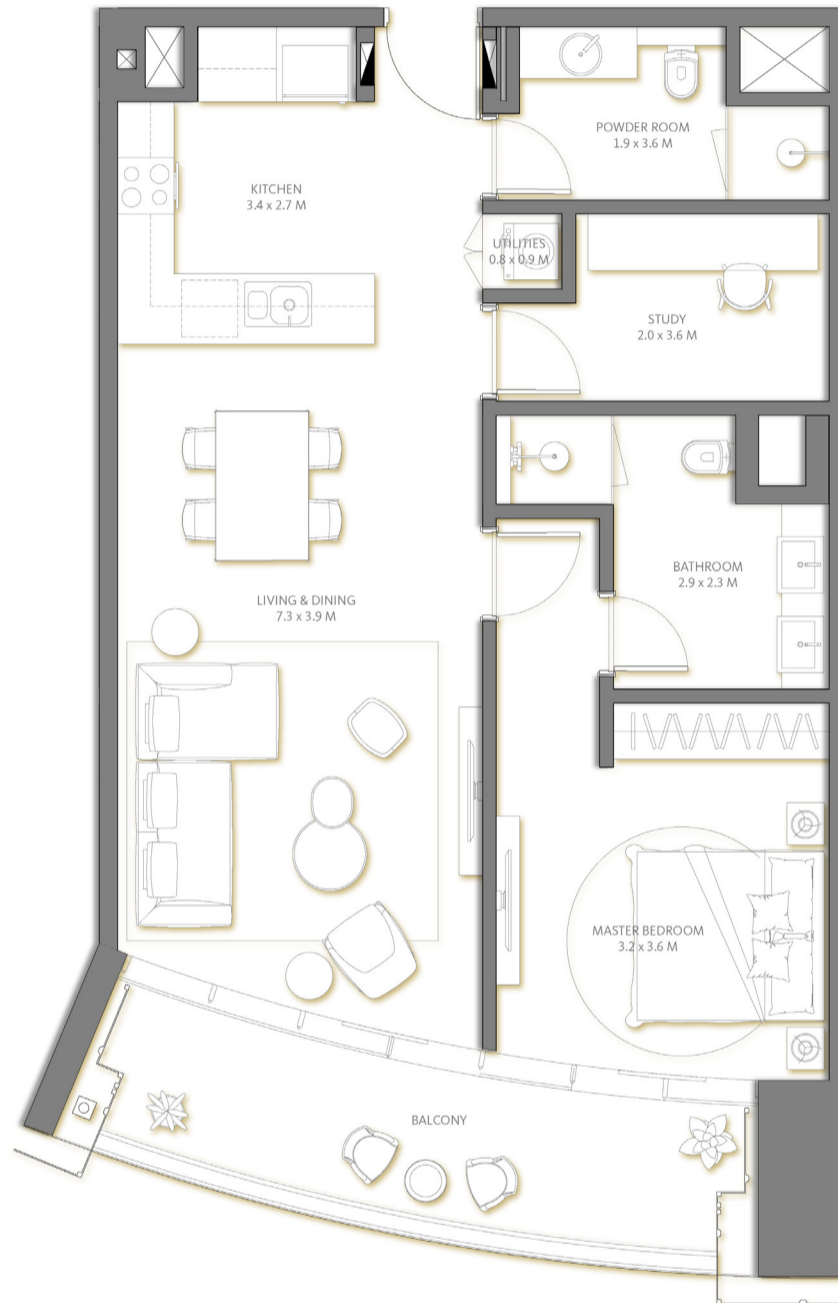 POWDER ROOM
1.9 x 3.6 M
KITCHEN
3.4 x 2.7 M
UTILITIES
0.8 x 0.9 M
STUDY
2.0 x 3.6 M
BATHROOM
2.9 x 2.3 M
LIVING & DINING
7.3 x 3.9 M
MASTER BEDROOM
3.2 x 3.6 M
BALCONY